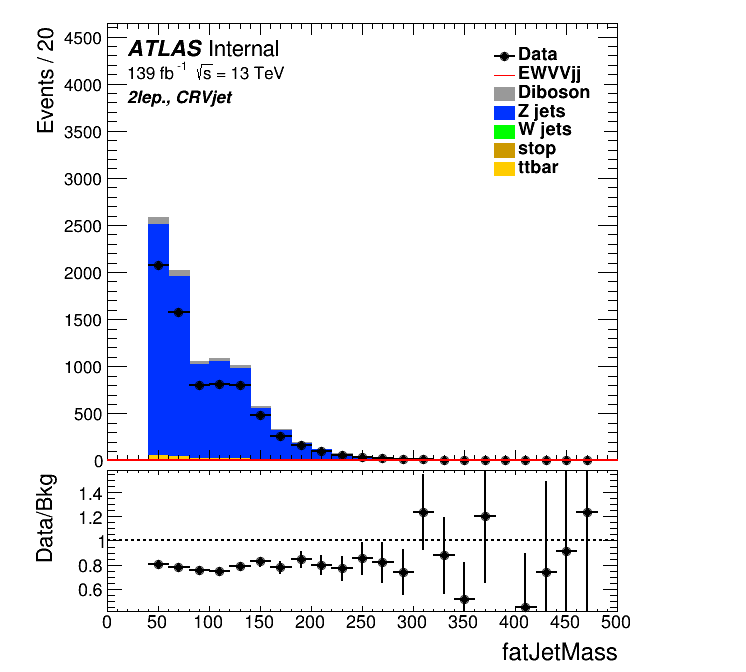 Events / 20
4500
4000
3500
3000
2500
2000
1500
1000
500
0
ATLAS Internal
139 fb⁻¹ √s = 13 TeV
2lep., CRVjet
Data
EWVVjj
Diboson
Z jets
W jets
stop
ttbar
Data/Bkg
1.4
1.2
1
0.8
0.6
0 50 100 150 200 250 300 350 400 450 500
fatJetMass